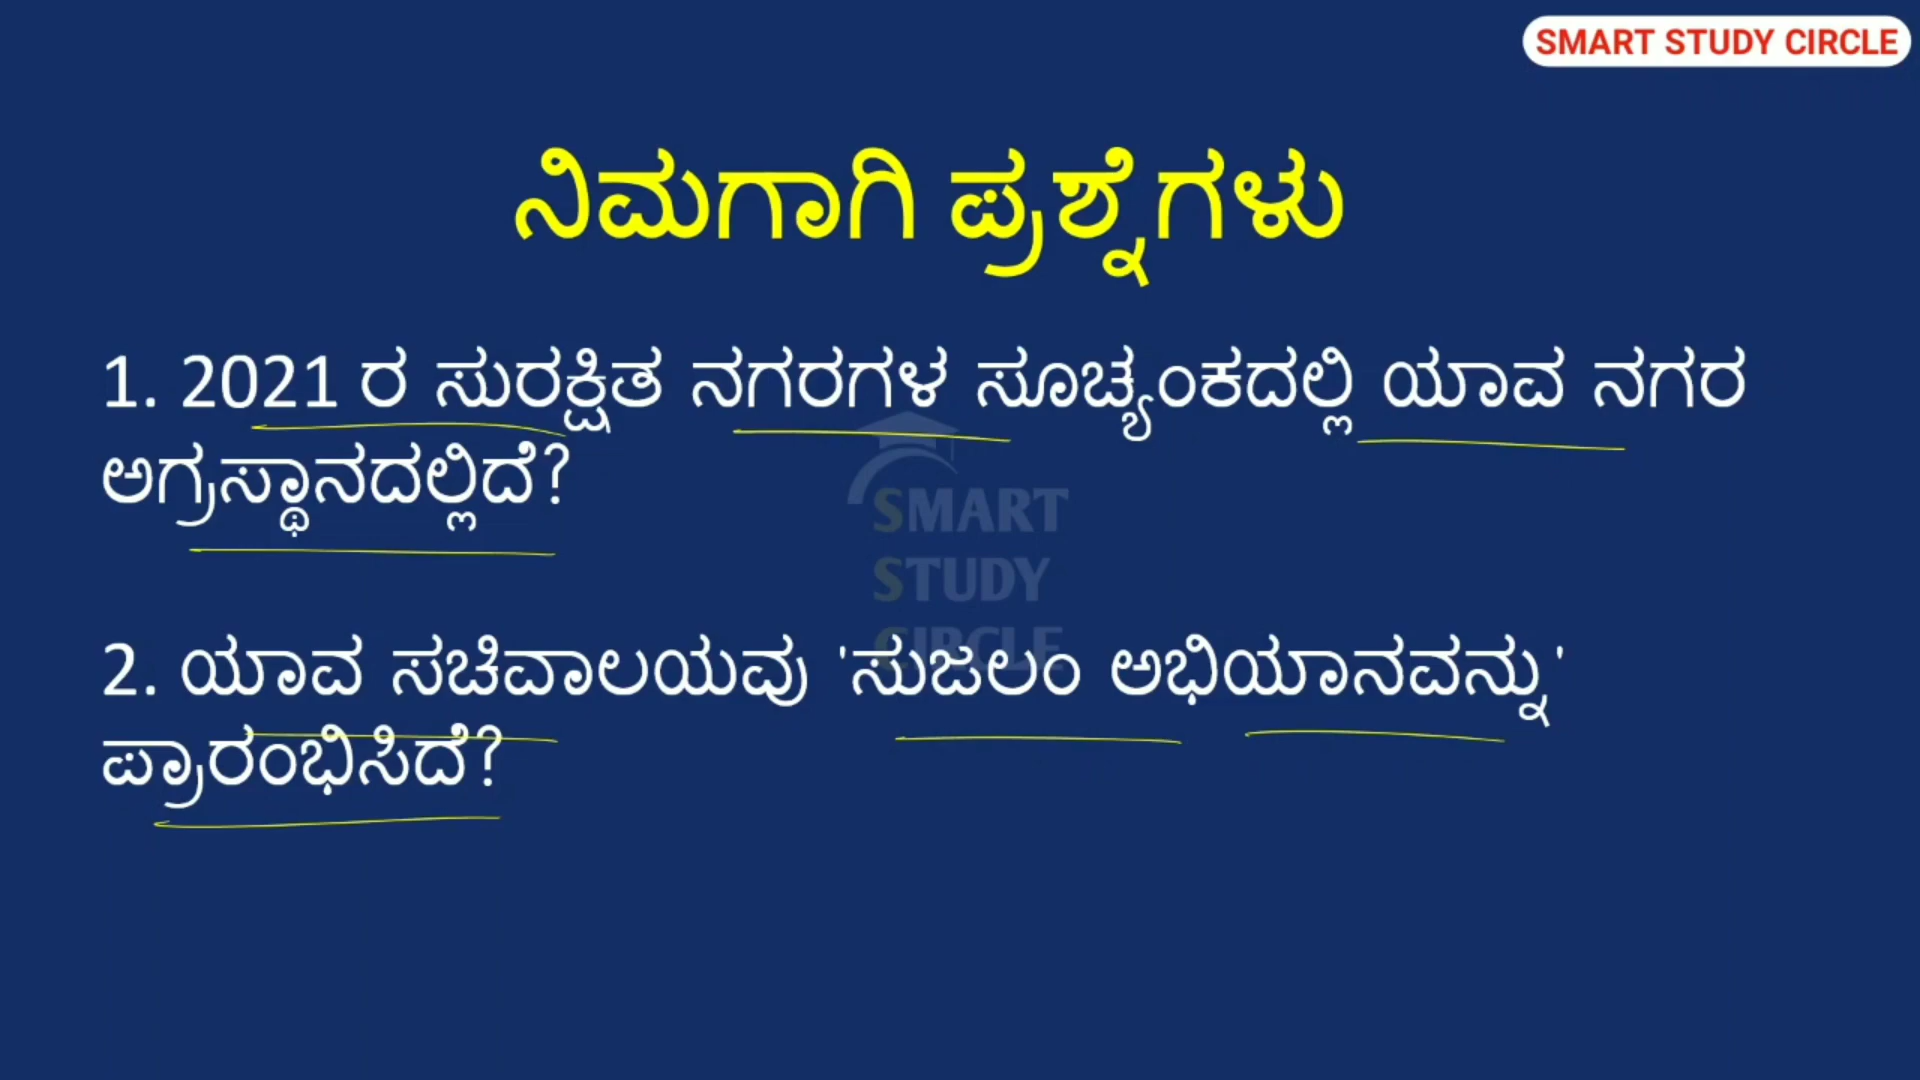 SMART STUDY CIRCLE
ನಿಮಗಾಗಿ ಪ್ರಶ್ನೆಗಳು
1. 2021 ರ ಸುರಕ್ಷಿತ ನಗರಗಳ ಸೂಚ್ಯಂಕದಲ್ಲಿ ಯಾವ ನಗರ
ಅಗ್ರಸ್ಥಾನದಲ್ಲಿದೆ?
SMART
STUDY
CIRCLE
2. ಯಾವ ಸಚಿವಾಲಯವು 'ಸುಜಲಂ ಅಭಿಯಾನವನ್ನು'
ಪ್ರಾರಂಭಿಸಿದೆ?